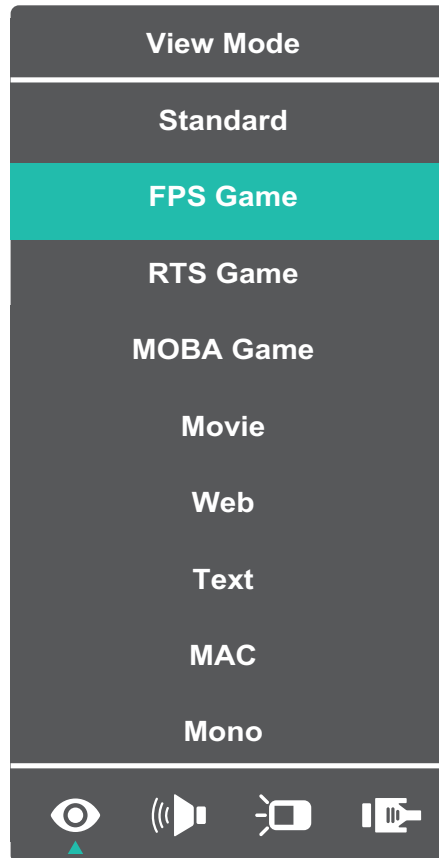 View Mode
Standard
FPS Game
RTS Game
MOBA Game
Movie
Web
Text
MAC
Mono